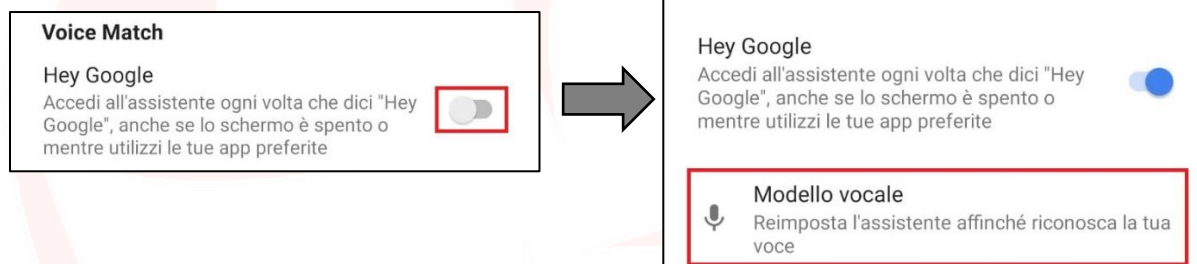 Voice Match
Hey Google
Accedi all'assistente ogni volta che dici "Hey
Google", anche se lo schermo è spento o
mentre utilizzi le tue app preferite
Hey Google
Accedi all'assistente ogni volta che dici "Hey
Google", anche se lo schermo è spento o
mentre utilizzi le tue app preferite
Modello vocale
Reimposta l'assistente affinché riconosca la tua
voce